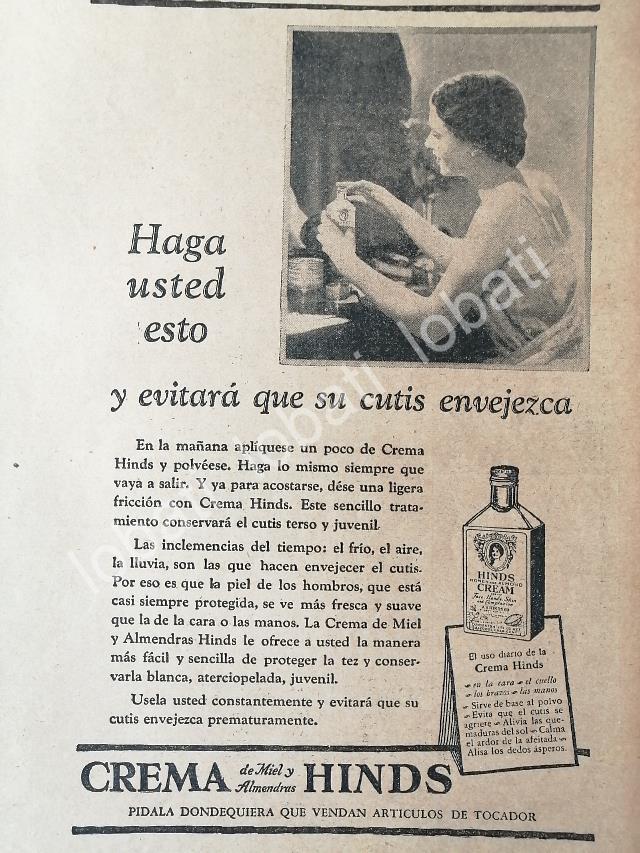 Haga
usted
esto
y evitará que su cutis envejezca
En la mañana aplíquese un poco de Crema
Hinds y polvéese. Haga lo mismo siempre que
vaya a salir. Y ya para acostarse, dése una ligera
fricción con Crema Hinds. Este sencillo trata-
miento conservará el cutis terso y juvenil.
Las inclemencias del tiempo: el frío, el aire,
la lluvia, son las que hacen envejecer el cutis.
Por eso es que la piel de los hombros, que está
casi siempre protegida, se ve más fresca y suave
que la de la cara o las manos. La Crema de Miel
y Almendras Hinds le ofrece a usted la manera
más fácil y sencilla de proteger la tez y conser-
varla blanca, aterciopelada, juvenil.
Usela usted constantemente y evitará que su
cutis envejezca prematuramente.
HINDS
HONEY AND ALMOND
CREAM
El uso diario de la
Crema Hinds
en la cara el cuello
los brazos las manos
Sirve de base al polvo
Evita que el cutis se
agriete Alivia las que-
maduras del sol Calma
el ardor de la afeitada
Alisa los dedos ásperos.
CREMA de Miel y Almendras HINDS
PIDALA DONDEQUIERA QUE VENDAN ARTICULOS DE TOCADOR
lobati lobati lobati